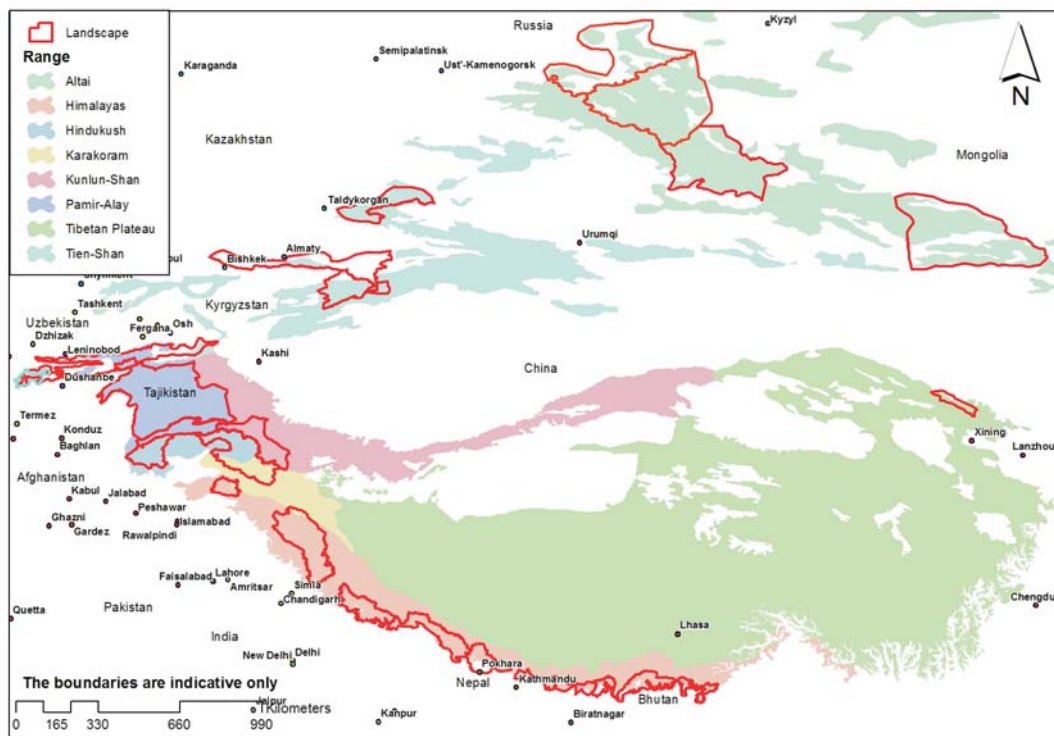 Landscape
Range
Altai
Himalayas
Hindukush
Karakoram
Kunlun-Shan
Pamir-Alay
Tibetan Plateau
Tien-Shan
Russia
Kyzyl
Semipalatinsk
Karaganda
Ust'-Kamenogorsk
N
Kazakhstan
Mongolia
Taldykorgan
Urumqi
Almaty
Bishkek
Tashkent
Kyrgyzstan
Uzbekistan
Osh
Fergana
Dzhizak
Leninobod
Kashi
China
Dushanbe
Tajikistan
Termez
Konduz
Xining
Baghlan
Lanzhou
Afghanistan
Kabul
Jalabad
Peshawar
Ghazni
Islamabad
Gardez
Rawalpindi
Lahore
Faisalabad
Amritsar
Simla
Chandigarh
Pakistan
Quetta
Chengdu
India
Lhasa
New Delhi
Delhi
Pokhara
Nepal
Kathmandu
The boundaries are indicative only
Bhutan
Jaipur
Kilometers
Kanpur
Biratnagar
0 165 330 660 990